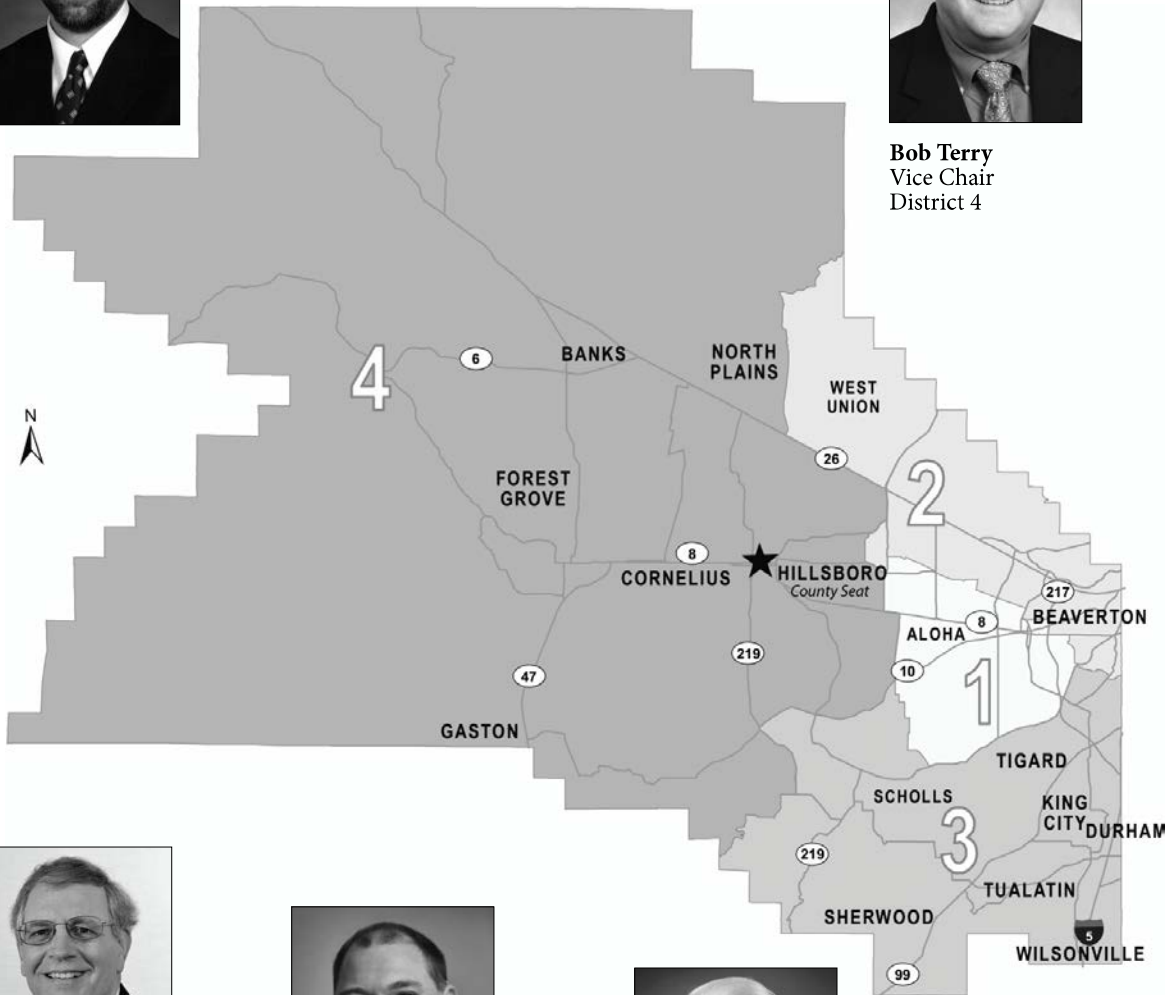 Bob Terry
Vice Chair
District 4
N
4
6
BANKS
NORTH
PLAINS
WEST
UNION
26
2
FOREST
GROVE
8
CORNELIUS
HILLSBORO
County Seat
217
BEAVERTON
8
ALOHA
219
10
1
47
GASTON
TIGARD
SCHOLLS
KING
CITY
DURHAM
3
219
TUALATIN
SHERWOOD
5
WILSONVILLE
99